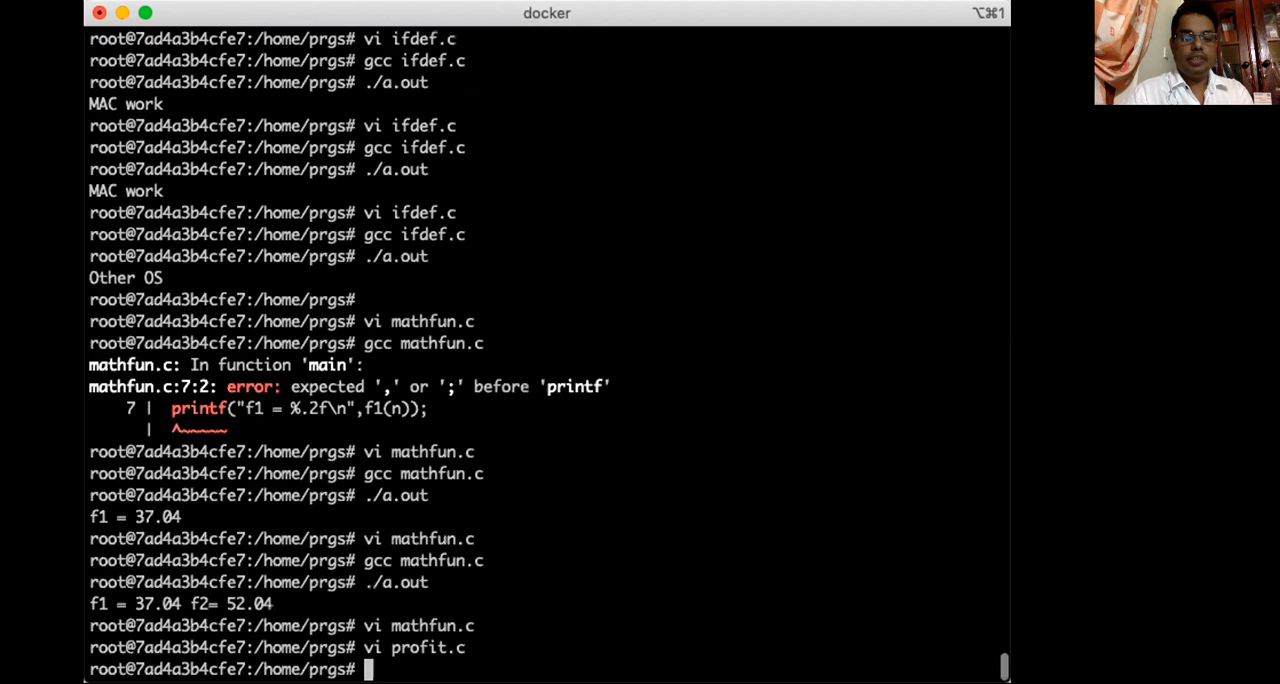 docker
⌥⌘1
root@7ad4a3b4cfe7:/home/prgs# vi ifdef.c
root@7ad4a3b4cfe7:/home/prgs# gcc ifdef.c
root@7ad4a3b4cfe7:/home/prgs# ./a.out
MAC work
root@7ad4a3b4cfe7:/home/prgs# vi ifdef.c
root@7ad4a3b4cfe7:/home/prgs# gcc ifdef.c
root@7ad4a3b4cfe7:/home/prgs# ./a.out
MAC work
root@7ad4a3b4cfe7:/home/prgs# vi ifdef.c
root@7ad4a3b4cfe7:/home/prgs# gcc ifdef.c
root@7ad4a3b4cfe7:/home/prgs# ./a.out
Other OS
root@7ad4a3b4cfe7:/home/prgs#
root@7ad4a3b4cfe7:/home/prgs# vi mathfun.c
root@7ad4a3b4cfe7:/home/prgs# gcc mathfun.c
mathfun.c: In function 'main':
mathfun.c:7:2: error: expected ',' or ';' before 'printf'
    7 |  printf("f1 = %.2f\n",f1(n));
      |  ^~~~~~
root@7ad4a3b4cfe7:/home/prgs# vi mathfun.c
root@7ad4a3b4cfe7:/home/prgs# gcc mathfun.c
root@7ad4a3b4cfe7:/home/prgs# ./a.out
f1 = 37.04
root@7ad4a3b4cfe7:/home/prgs# vi mathfun.c
root@7ad4a3b4cfe7:/home/prgs# gcc mathfun.c
root@7ad4a3b4cfe7:/home/prgs# ./a.out
f1 = 37.04 f2= 52.04
root@7ad4a3b4cfe7:/home/prgs# vi mathfun.c
root@7ad4a3b4cfe7:/home/prgs# vi profit.c
root@7ad4a3b4cfe7:/home/prgs#